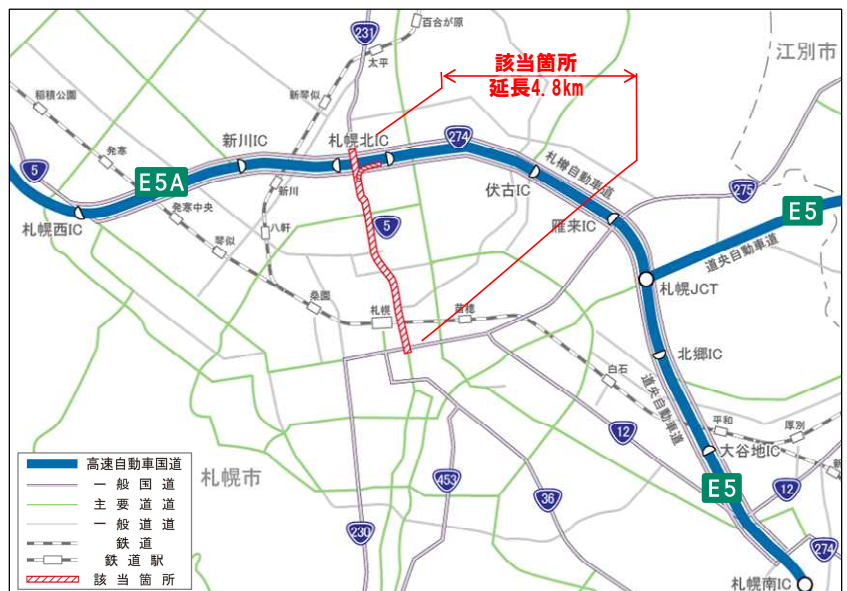 百合が原
231
太平
該当箇所
延長4.8km
江別市
稲積公園
新琴似
新川IC
札幌北IC
274
札樽自動車道
発寒
5
E5A
新川
伏古IC
275
E5
札幌西IC
発寒中央
八軒
琴似
5
雁来IC
道央自動車道
札幌JCT
桑園
札幌
苗穂
北郷IC
白石
道央自動車道
平和
厚別
12
大谷地IC
新
高速自動車国道
一般国道
主要道道
一般道道
鉄道
鉄道駅
該当箇所
札幌市
453
36
E5
12
230
274
札幌南IC